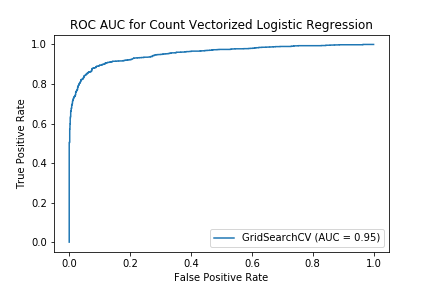 ROC AUC for Count Vectorized Logistic Regression
1.0
0.8
0.6
0.4
0.2
0.0
True Positive Rate
GridSearchCV (AUC = 0.95)
0.0 0.2 0.4 0.6 0.8 1.0
False Positive Rate